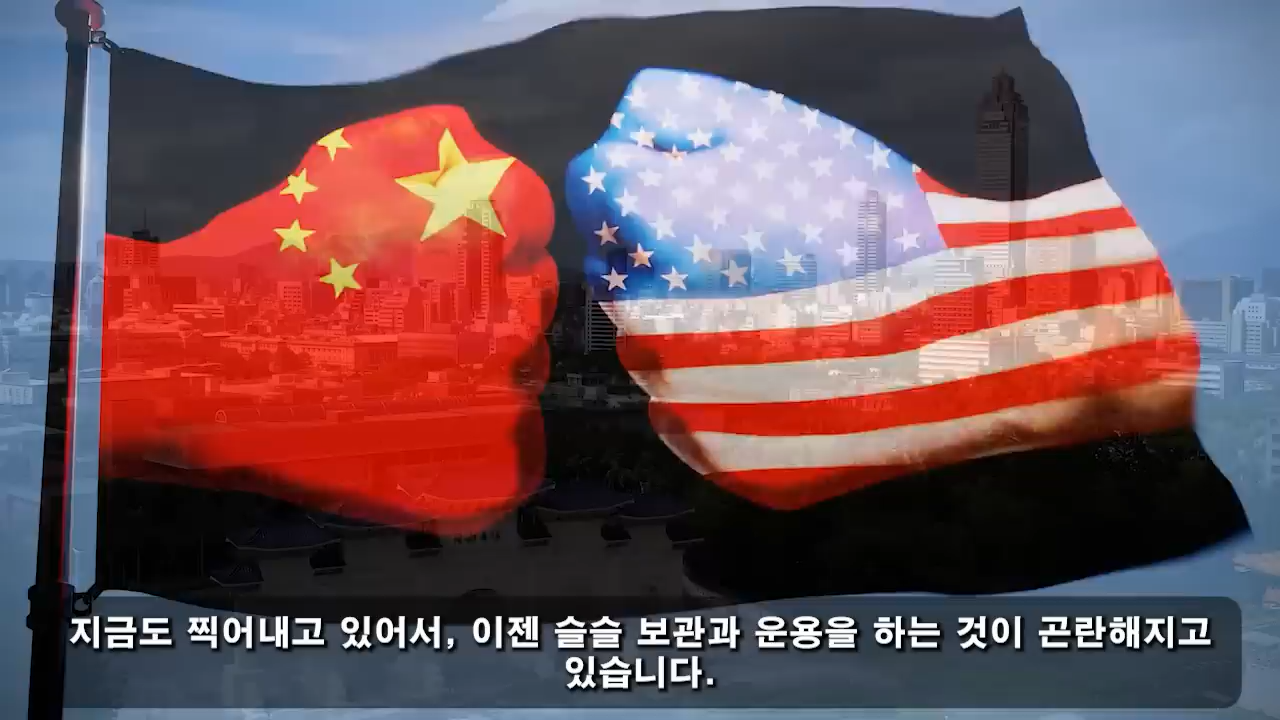 지금도 찍어내고 있어서, 이젠 슬슬 보관과 운용을 하는 것이 곤란해지고
있습니다.